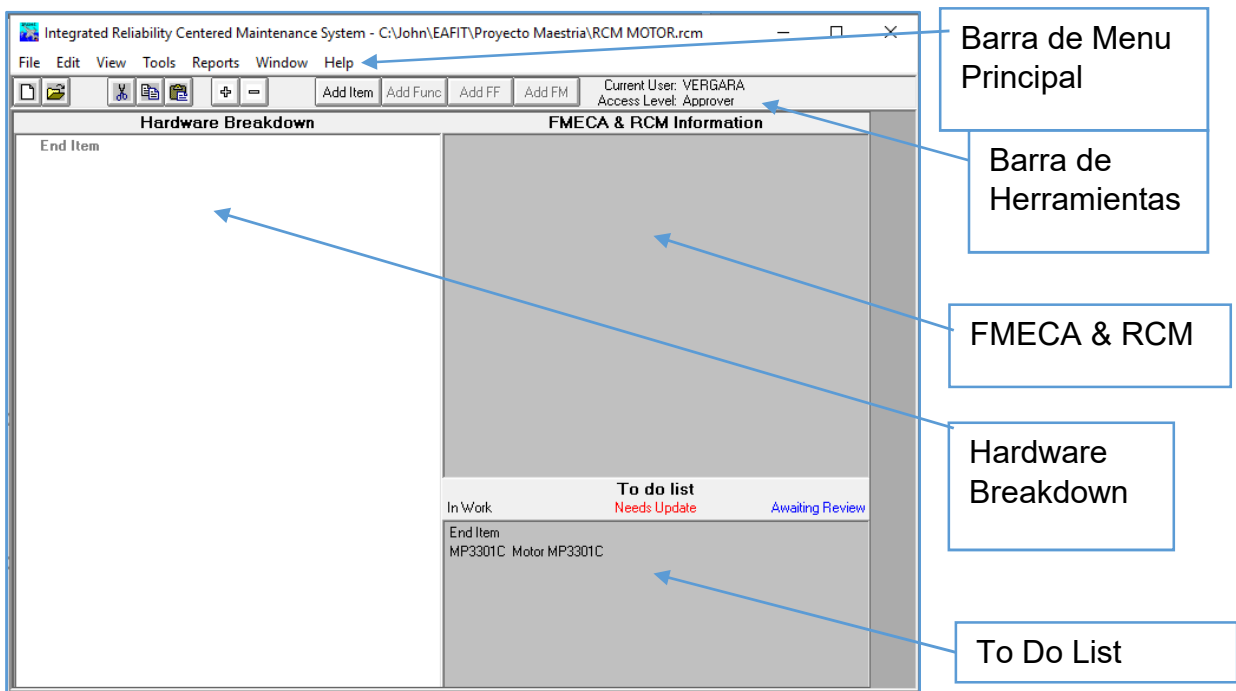 Integrated Reliability Centered Maintenance System - C:\John\EAFIT\Proyecto Maestria\RCM MOTOR.rcm
File Edit View Tools Reports Window Help
Add Item Add Func Add FF Add FM Current User: VERGARA
Access Level: Approver
Hardware Breakdown FMECA & RCM Information
End Item
To do list
In Work Needs Update Awaiting Review
End Item
MP3301C Motor MP3301C
Barra de Menu
Principal
Barra de
Herramientas
FMECA & RCM
Hardware
Breakdown
To Do List